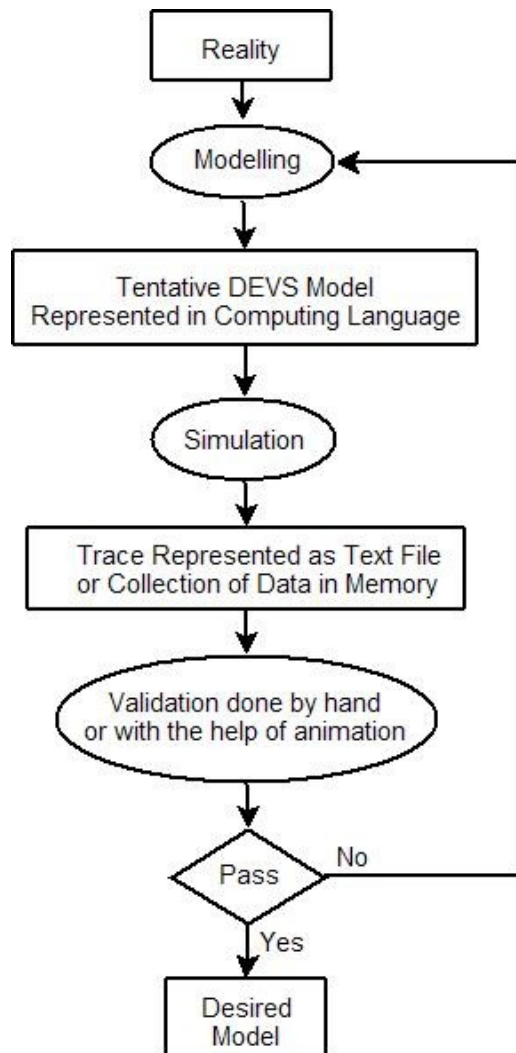 Reality
Modelling
Tentative DEVS Model
Represented in Computing Language
Simulation
Trace Represented as Text File
or Collection of Data in Memory
Validation done by hand
or with the help of animation
Pass
No
Yes
Desired
Model